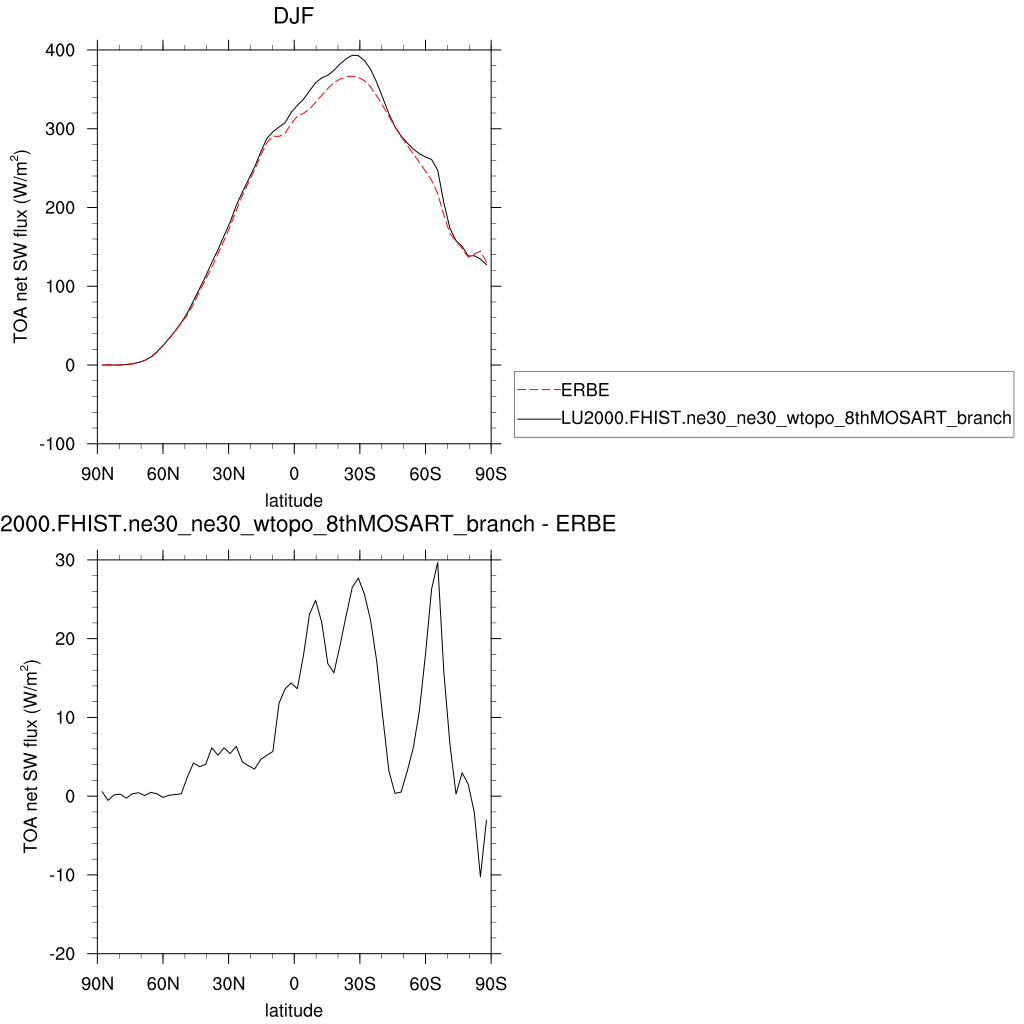 DJF
400
300
200
100
0
-100
TOA net SW flux (W/m²)
90N 60N 30N 0 30S 60S 90S
latitude
ERBE
LU2000.FHIST.ne30_ne30_wtopo_8thMOSART_branch
2000.FHIST.ne30_ne30_wtopo_8thMOSART_branch - ERBE
30
20
10
0
-10
-20
TOA net SW flux (W/m²)
90N 60N 30N 0 30S 60S 90S
latitude